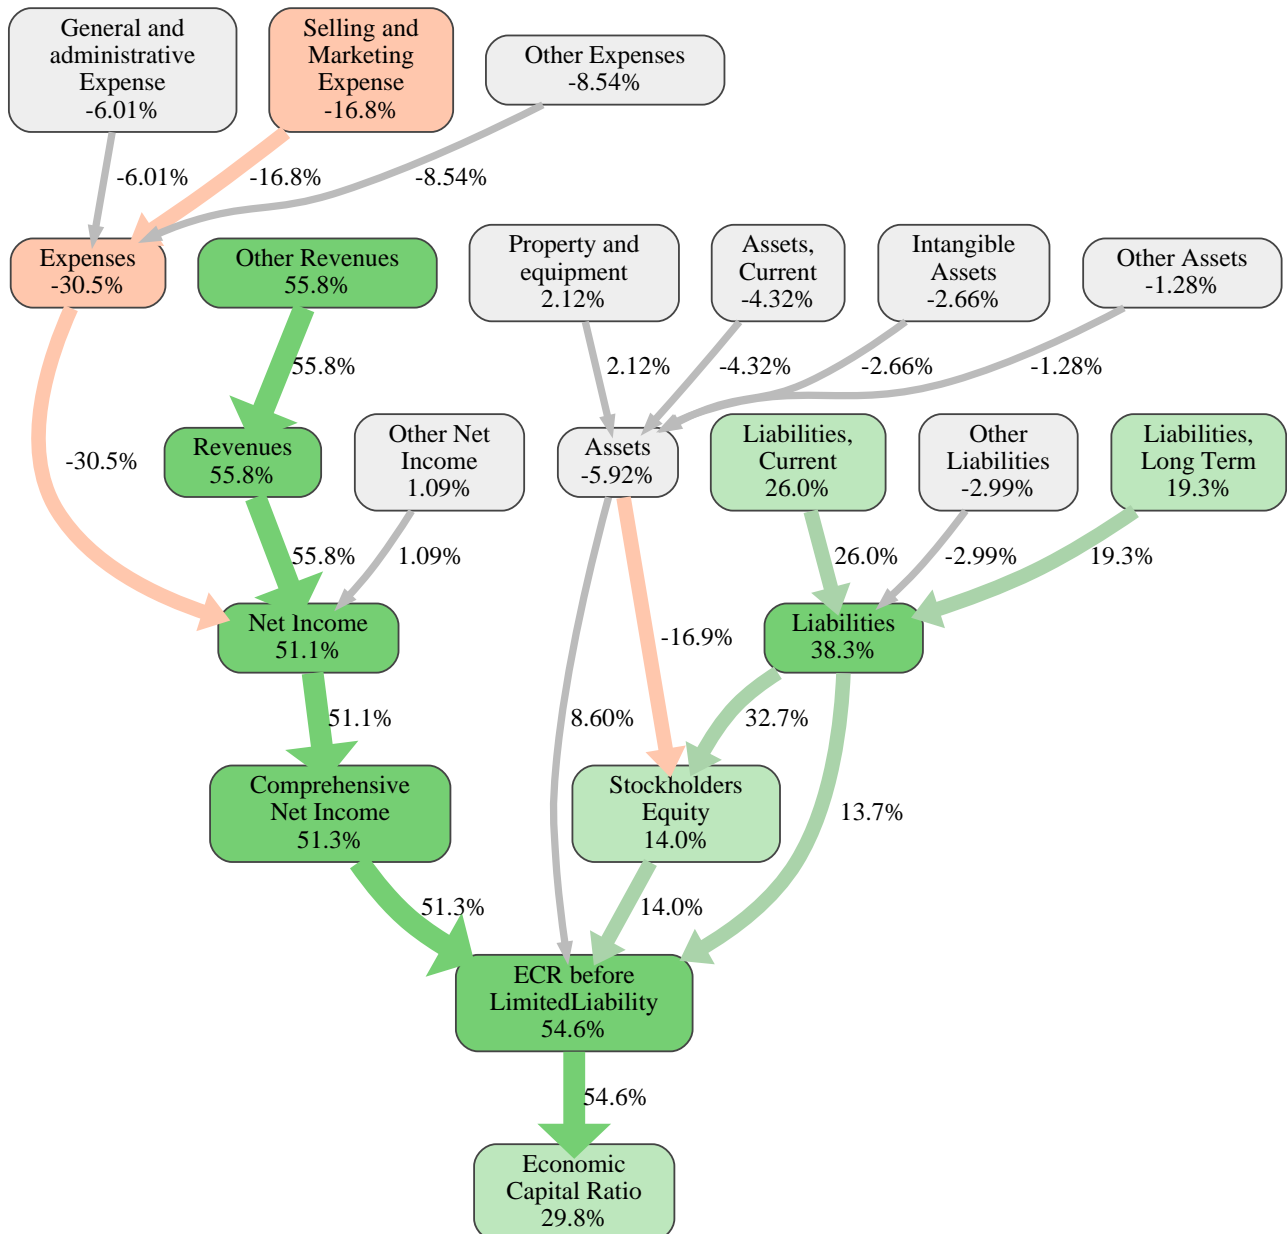 General and
administrative
Expense
-6.01%
Selling and
Marketing
Expense
-16.8%
Other Expenses
-8.54%
-6.01%
-16.8%
-8.54%
Expenses
-30.5%
Other Revenues
55.8%
Property and
equipment
2.12%
Assets,
Current
-4.32%
Intangible
Assets
-2.66%
Other Assets
-1.28%
55.8%
2.12%
-4.32%
-2.66%
-1.28%
-30.5%
Revenues
55.8%
Other Net
Income
1.09%
Assets
-5.92%
Liabilities,
Current
26.0%
Other
Liabilities
-2.99%
Liabilities,
Long Term
19.3%
55.8%
1.09%
26.0%
-2.99%
19.3%
Net Income
51.1%
-16.9%
Liabilities
38.3%
51.1%
8.60%
32.7%
Comprehensive
Net Income
51.3%
Stockholders
Equity
14.0%
13.7%
51.3%
14.0%
ECR before
LimitedLiability
54.6%
54.6%
Economic
Capital Ratio
29.8%